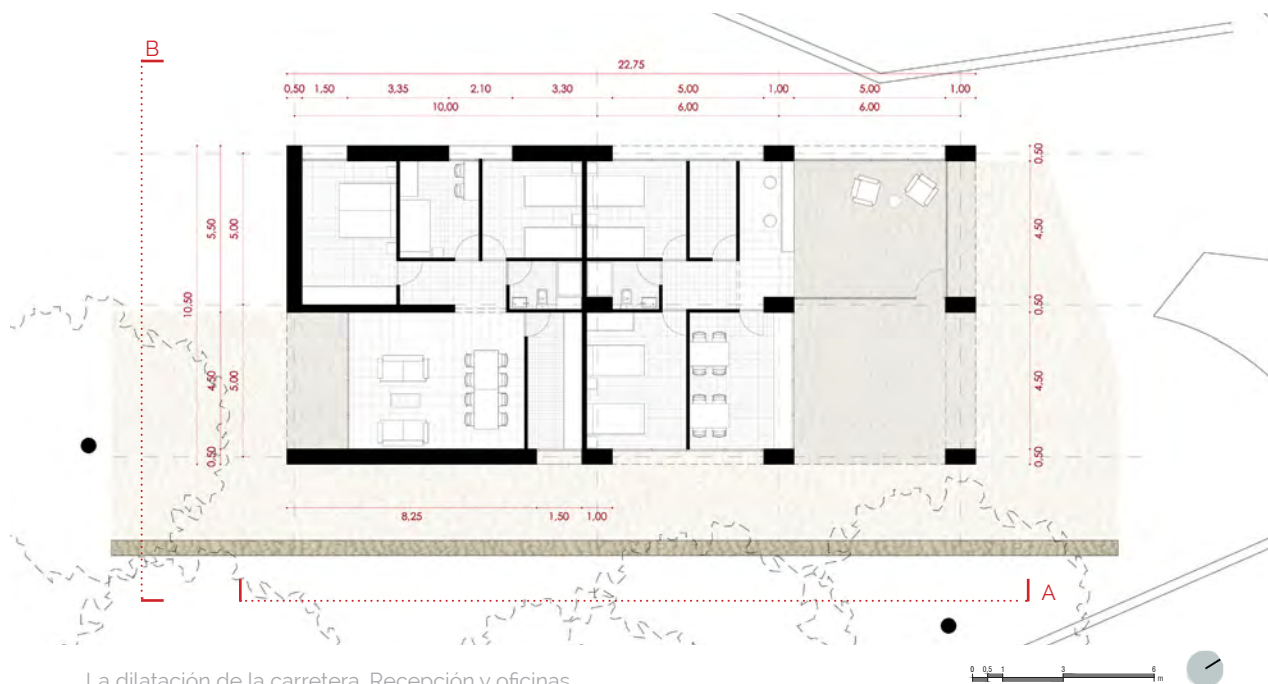 B
22,75
0,50 1,50 3,35 2,10 3,30 5,00 1,00 5,00 1,00
10,00 6,00 6,00
0,50
5,50 5,00 4,50
10,50 0,50
4,50 5,00 4,50
0,50 0,50
8,25 1,50 1,00
A
La dilatación de la carretera. Recepción y oficinas
0 0,5 1 3 6
m